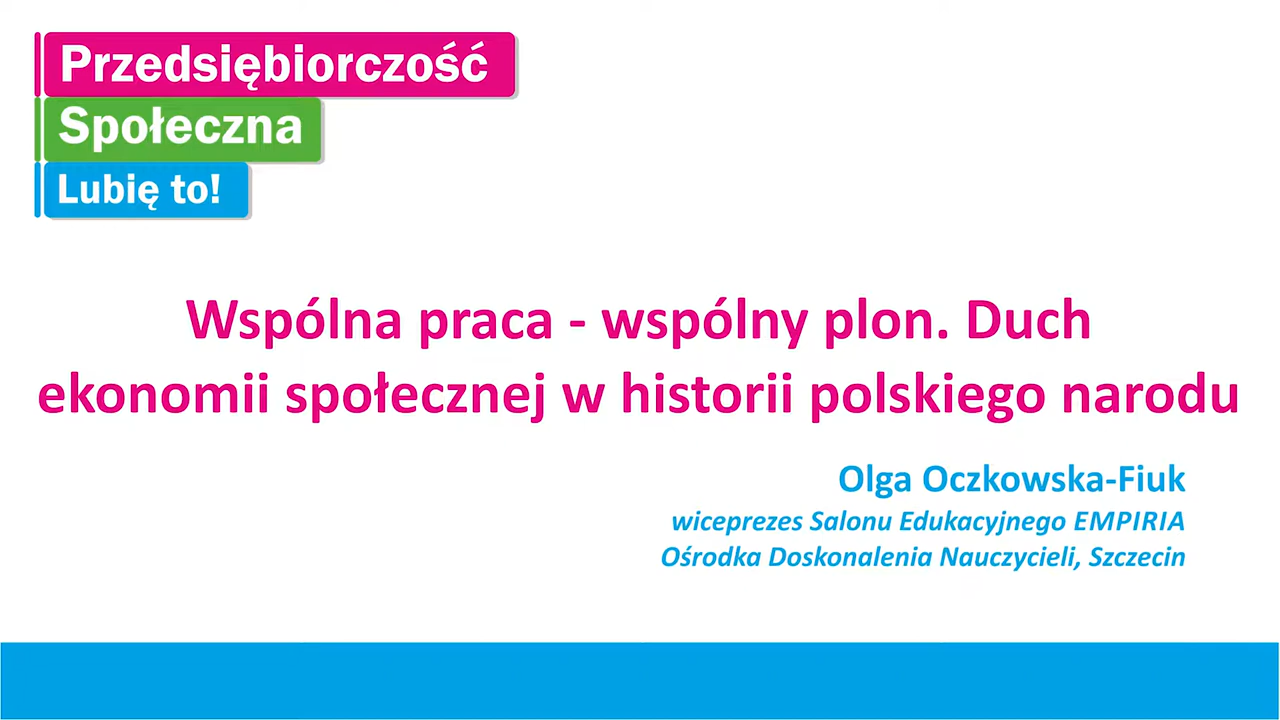 Przedsiębiorczość
Społeczna
Lubię to!
Wspólna praca - wspólny plon. Duch
ekonomii społecznej w historii polskiego narodu
Olga Oczkowska-Fiuk
wiceprezes Salonu Edukacyjnego EMPIRIA
Ośrodka Doskonalenia Nauczycieli, Szczecin